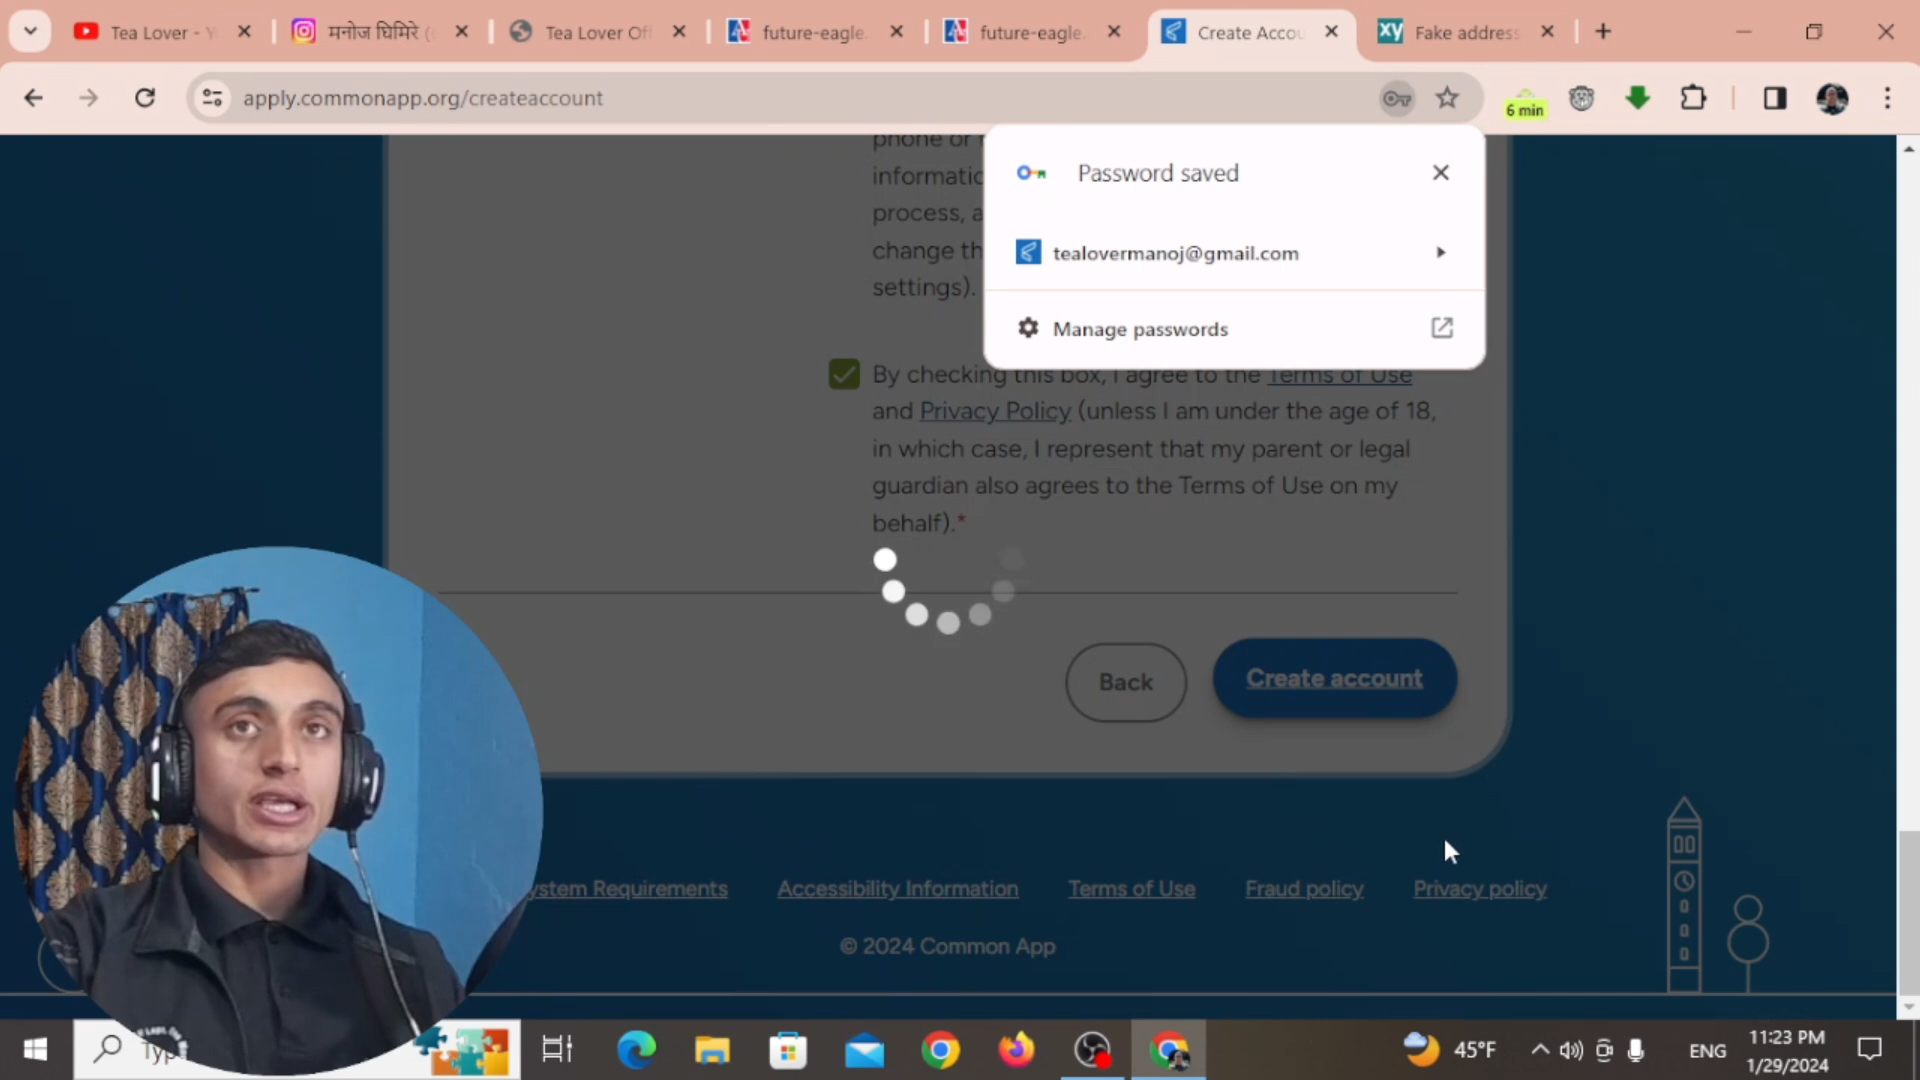 Tea Lover - Y
मनोज घिमिरे (
Tea Lover Off
future-eagle.
future-eagle.
Create Accou
Fake address
apply.commonapp.org/createaccount
6 min
Password saved
tealovermanoj@gmail.com
Manage passwords
phone or
process, a
change th
settings).
By checking this box, I agree to the Terms of Use
and Privacy Policy (unless I am under the age of 18,
in which case, I represent that my parent or legal
guardian also agrees to the Terms of Use on my
behalf).*
Back
Create account
ystem Requirements
Accessibility Information
Terms of Use
Fraud policy
Privacy policy
© 2024 Common App
Typ
45°F
ENG
11:23 PM
1/29/2024